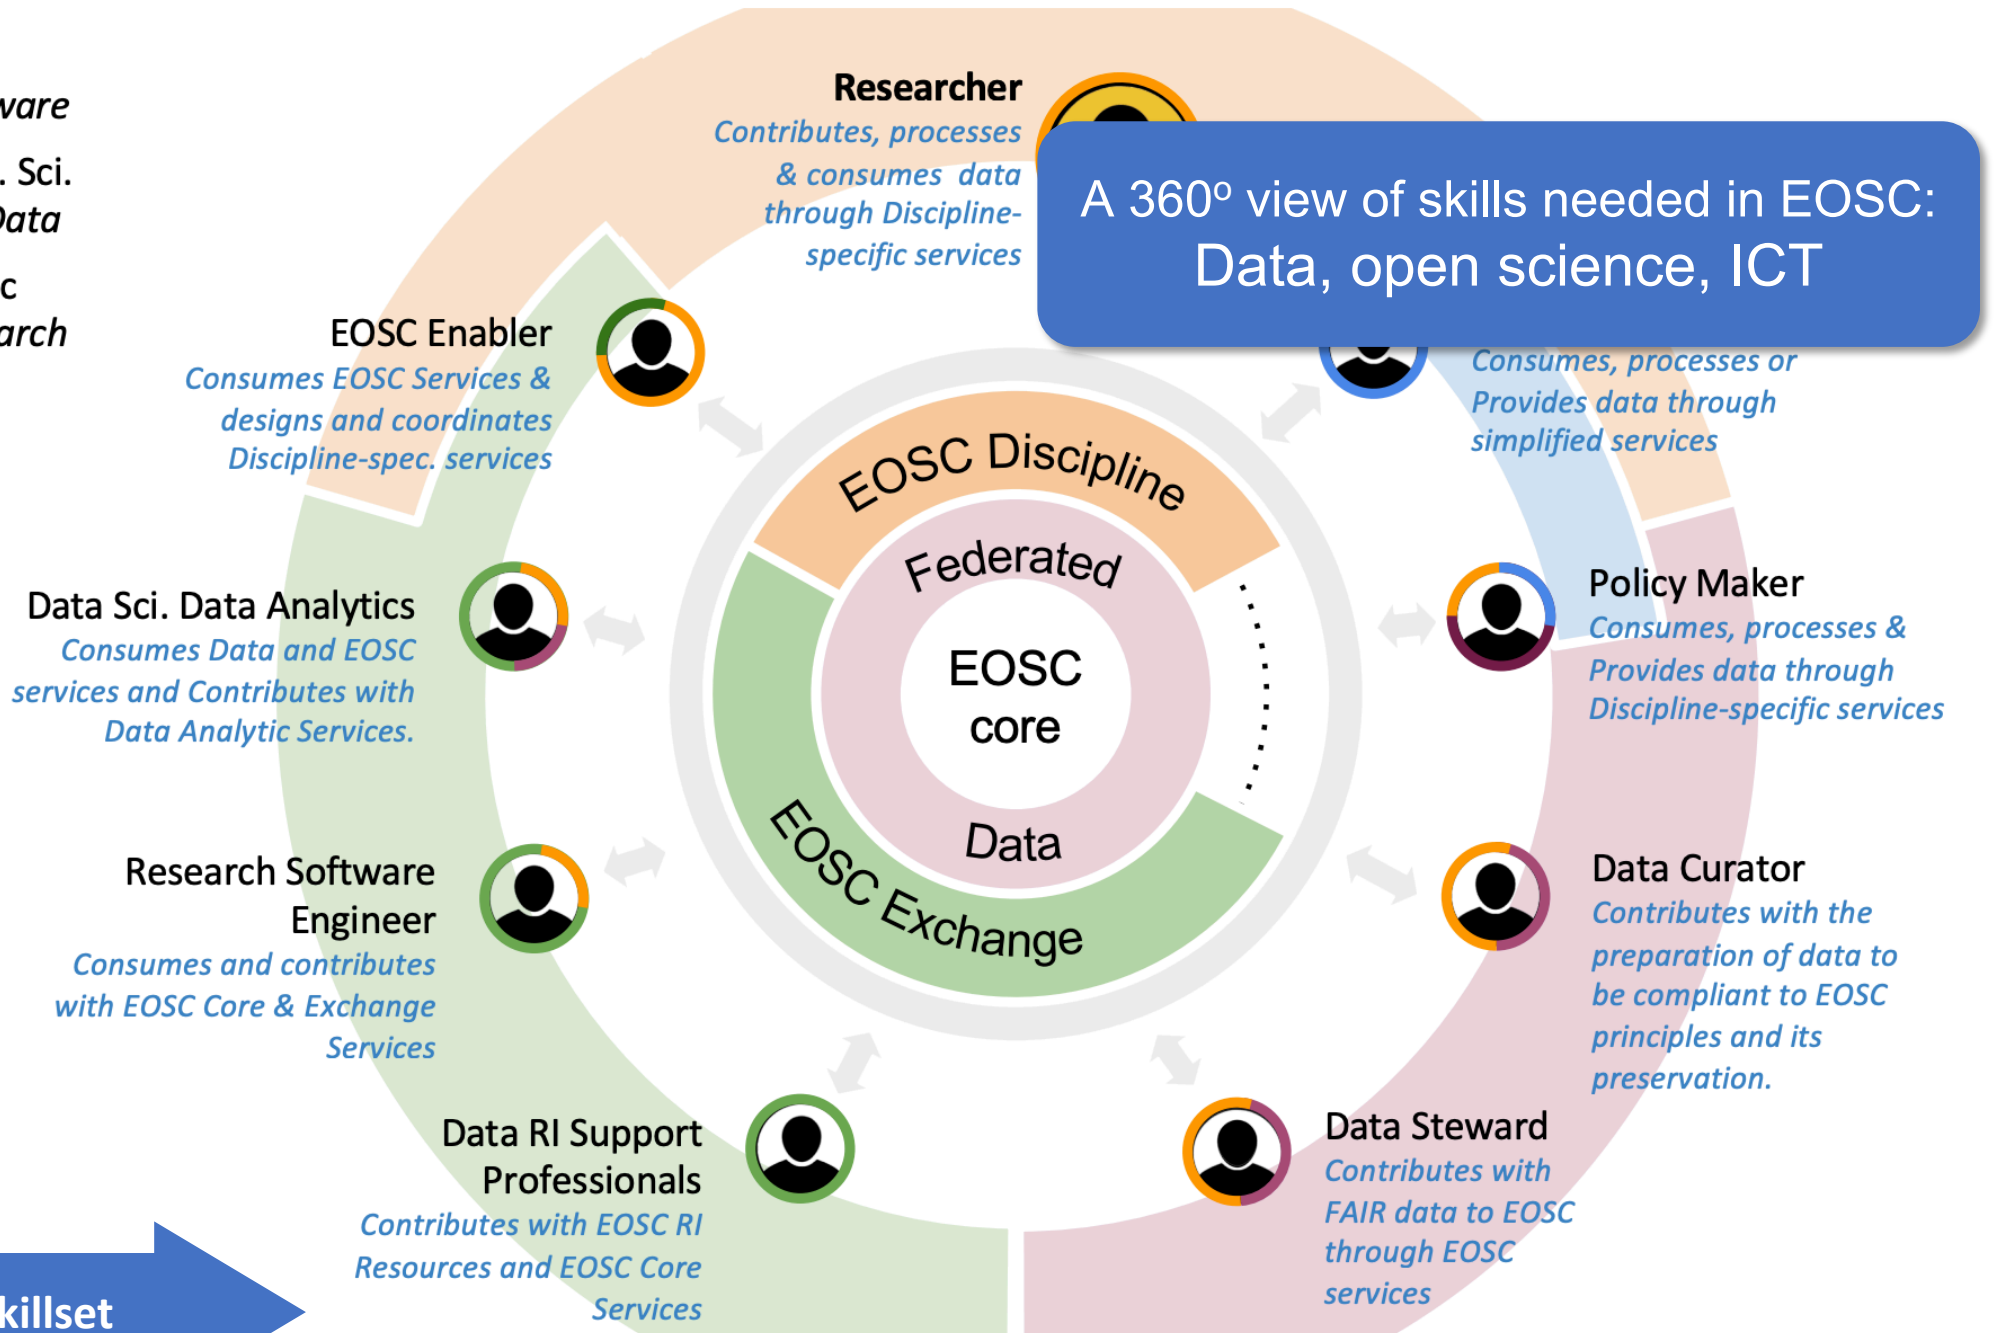 ware
. Sci.
Data
c
arch
Researcher
Contributes, processes
& consumes data
through Discipline-
specific services
A 360º view of skills needed in EOSC:
Data, open science, ICT
EOSC Enabler
Consumes EOSC Services &
designs and coordinates
Discipline-spec. services
Consumes, processes or
Provides data through
simplified services
EOSC Discipline
Federated
EOSC
core
Data
EOSC Exchange
Data Sci. Data Analytics
Consumes Data and EOSC
services and Contributes with
Data Analytic Services.
Policy Maker
Consumes, processes &
Provides data through
Discipline-specific services
Research Software
Engineer
Consumes and contributes
with EOSC Core & Exchange
Services
Data Curator
Contributes with the
preparation of data to
be compliant to EOSC
principles and its
preservation.
Data RI Support
Professionals
Contributes with EOSC RI
Resources and EOSC Core
Services
Data Steward
Contributes with
FAIR data to EOSC
through EOSC
services
killset